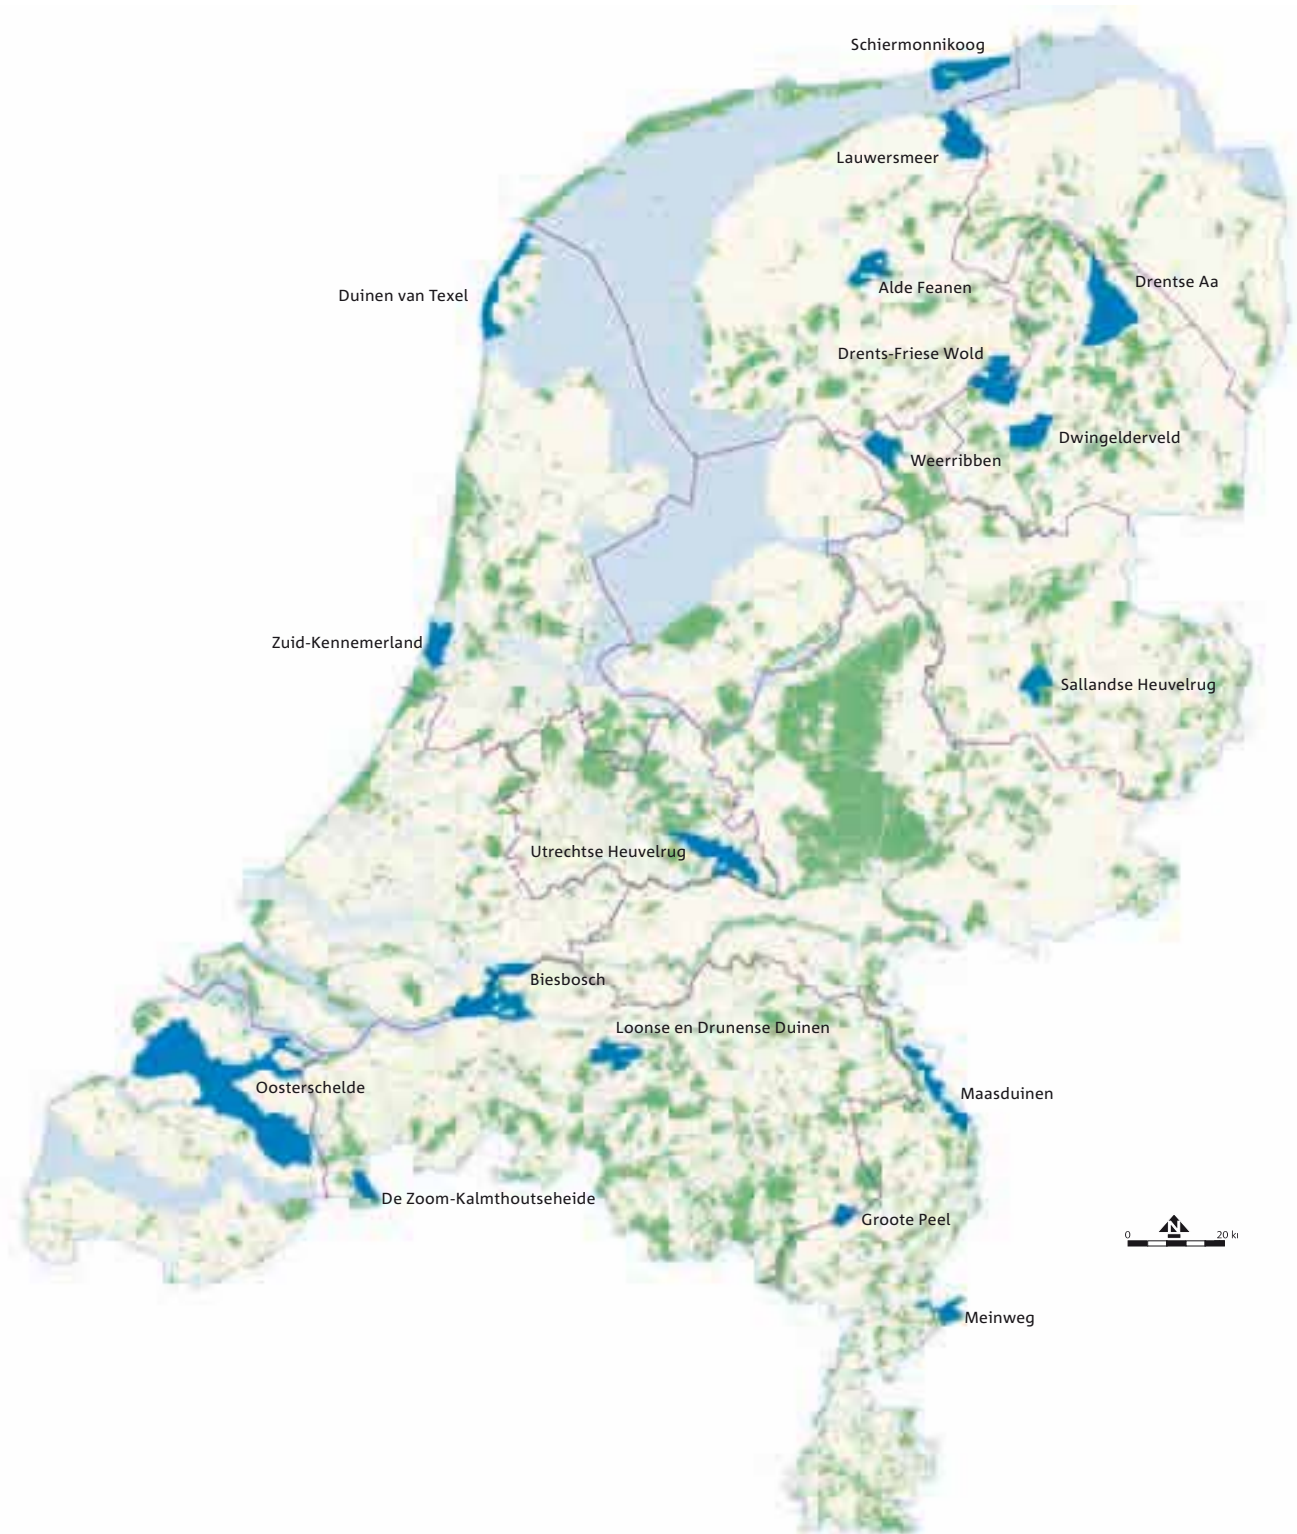 Schiermonnikoog
Lauwersmeer
Duinen van Texel
Alde Feanen
Drentse Aa
Drents-Friese Wold
Dwingelderveld
Weerribben
Zuid-Kennemerland
Sallandse Heuvelrug
Utrechtse Heuvelrug
Biesbosch
Loonse en Drunense Duinen
Oosterschelde
Maasduinen
De Zoom-Kalmthoutseheide
Groote Peel
N
0 20 k
Meinweg